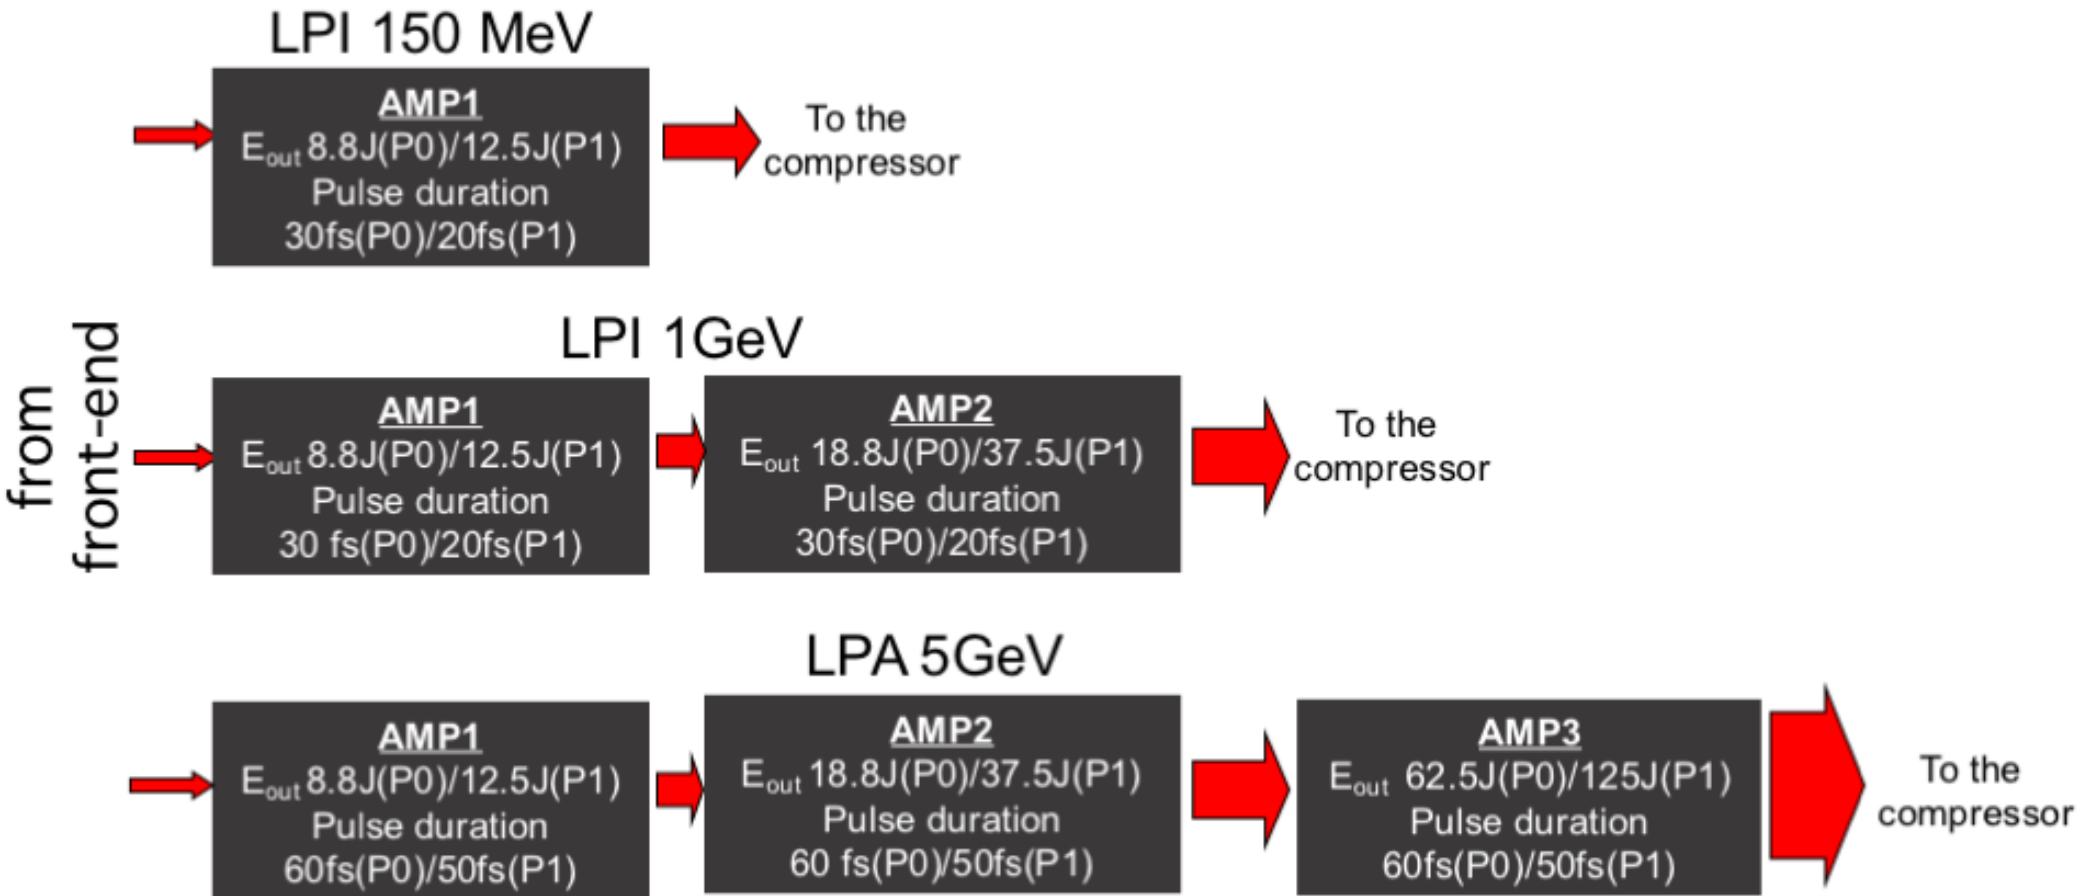 LPI 150 MeV
AMP1
Eout 8.8J(P0)/12.5J(P1)
Pulse duration
30fs(P0)/20fs(P1)
To the
compressor
from
front-end
LPI 1GeV
AMP1
Eout 8.8J(P0)/12.5J(P1)
Pulse duration
30 fs(P0)/20fs(P1)
AMP2
Eout 18.8J(P0)/37.5J(P1)
Pulse duration
30fs(P0)/20fs(P1)
To the
compressor
LPA 5GeV
AMP1
Eout 8.8J(P0)/12.5J(P1)
Pulse duration
60fs(P0)/50fs(P1)
AMP2
Eout 18.8J(P0)/37.5J(P1)
Pulse duration
60 fs(P0)/50fs(P1)
AMP3
Eout 62.5J(P0)/125J(P1)
Pulse duration
60fs(P0)/50fs(P1)
To the
compressor